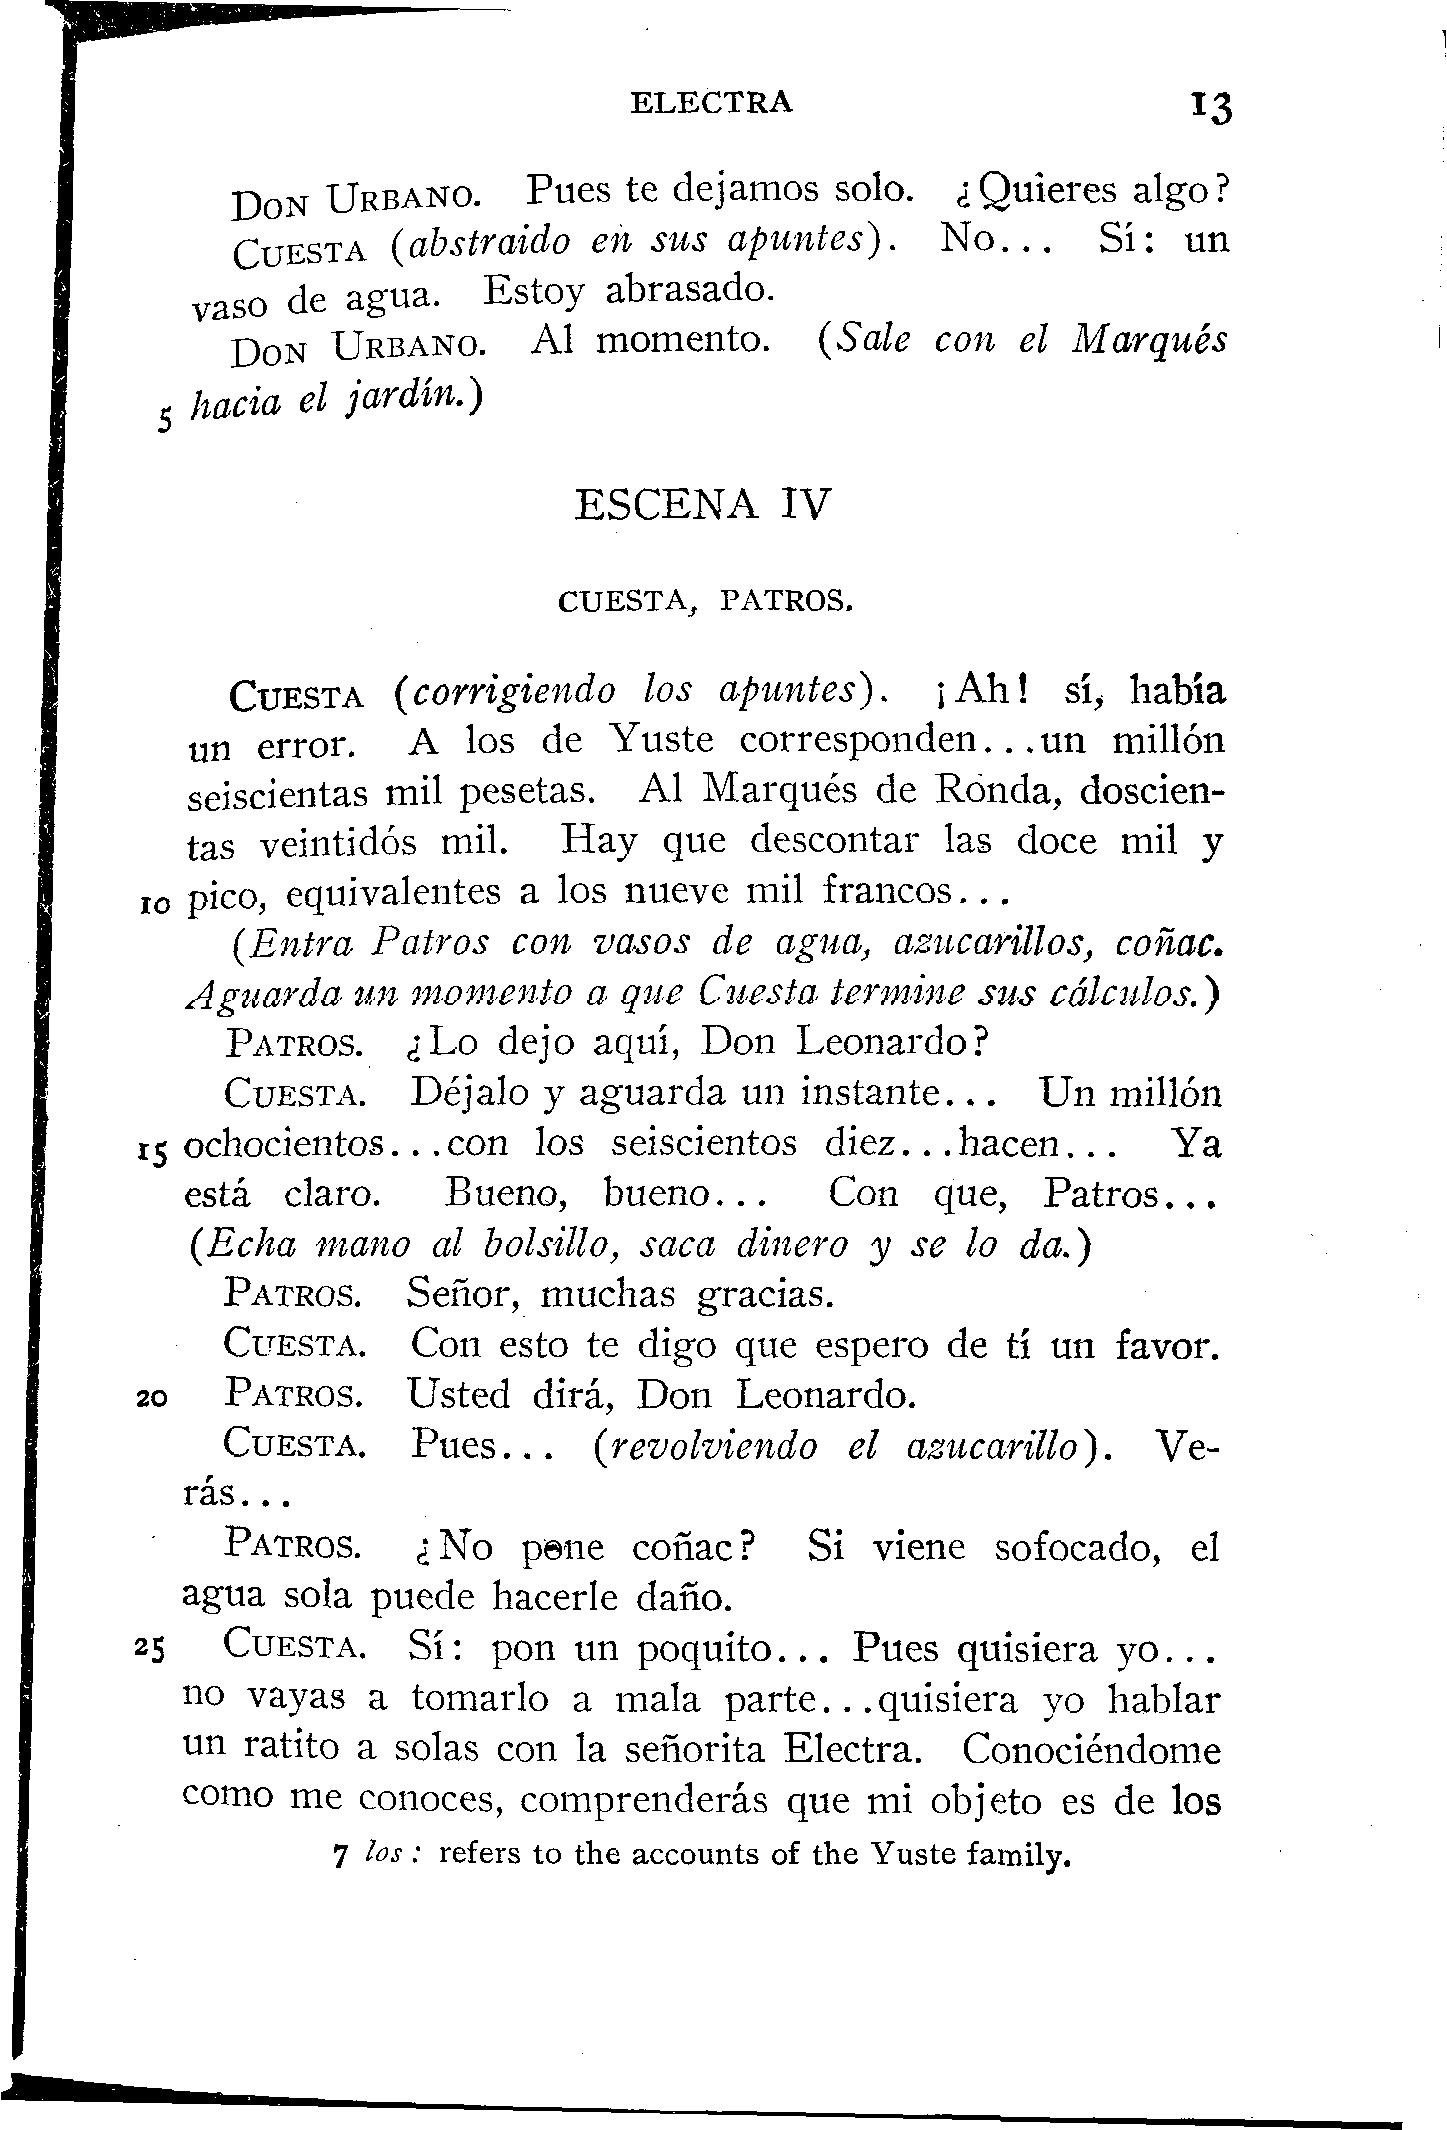 ELECTRA 13
DON URBANO. Pues te dejamos solo. ¿Quieres algo?
CUESTA (abstraido en sus apuntes). No... Sí: un
vaso de agua. Estoy abrasado.
DON URBANO. Al momento. (Sale con el Marqués
5 hacia el jardín.)
ESCENA IV
CUESTA, PATROS.
CUESTA (corrigiendo los apuntes). ¡Ah! sí, había
un error. A los de Yuste corresponden...un millón
seiscientas mil pesetas. Al Marqués de Ronda, doscien-
tas veintidós mil. Hay que descontar las doce mil y
10 pico, equivalentes a los nueve mil francos...
(Entra Patros con vasos de agua, azucarillos, coñac.
Aguarda un momento a que Cuesta termine sus cálculos.)
PATROS. ¿Lo dejo aquí, Don Leonardo?
CUESTA. Déjalo y aguarda un instante... Un millón
15 ochocientos...con los seiscientos diez...hacen... Ya
está claro. Bueno, bueno... Con que, Patros...
(Echa mano al bolsillo, saca dinero y se lo da.)
PATROS. Señor, muchas gracias.
CUESTA. Con esto te digo que espero de tí un favor.
20 PATROS. Usted dirá, Don Leonardo.
CUESTA. Pues... (revolviendo el azucarillo). Ve-
rás...
PATROS. ¿No pone coñac? Si viene sofocado, el
agua sola puede hacerle daño.
25 CUESTA. Sí: pon un poquito... Pues quisiera yo...
no vayas a tomarlo a mala parte...quisiera yo hablar
un ratito a solas con la señorita Electra. Conociéndome
como me conoces, comprenderás que mi objeto es de los
7 los: refers to the accounts of the Yuste family.